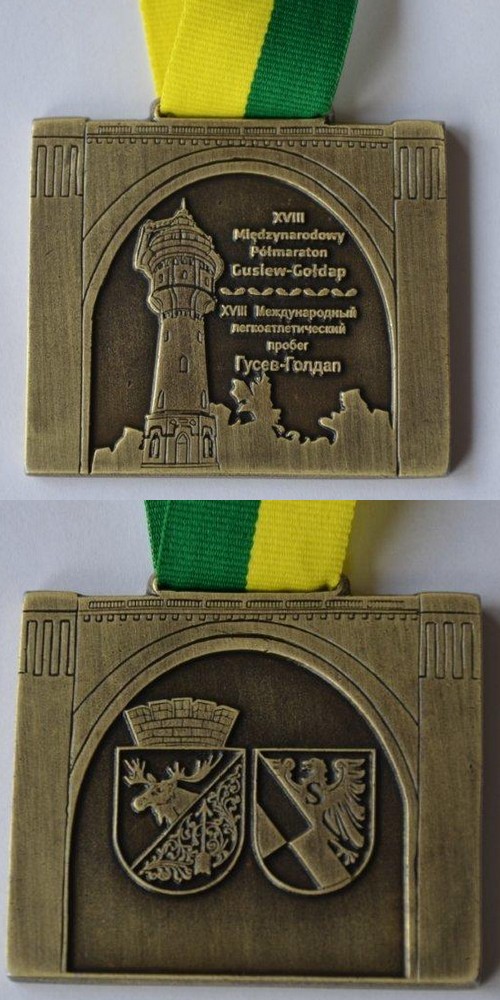 XVIII
Międzynarodowy
Półmaraton
Gusiew-Gołdap
XVIII Международный
легкоатлетический
пробег
Гусев-Голдап
S